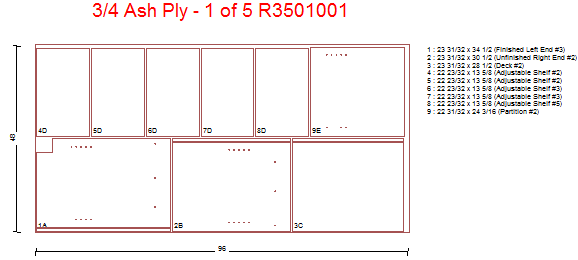 3/4 Ash Ply - 1 of 5 R3501001
1 : 23 31/32 x 34 1/2 (Finished Left End #3)
2 : 23 31/32 x 30 1/2 (Unfinished Right End #2)
3 : 23 31/32 x 28 1/2 (Deck #2)
4 : 22 23/32 x 13 5/8 (Adjustable Shelf #2)
5 : 22 23/32 x 13 5/8 (Adjustable Shelf #2)
6 : 22 23/32 x 13 5/8 (Adjustable Shelf #3)
7 : 22 23/32 x 13 5/8 (Adjustable Shelf #3)
8 : 22 23/32 x 13 5/8 (Adjustable Shelf #5)
9 : 22 31/32 x 24 3/16 (Partition #2)
4D 5D 6D 7D 8D 9E
48
1A 2B 3C
96